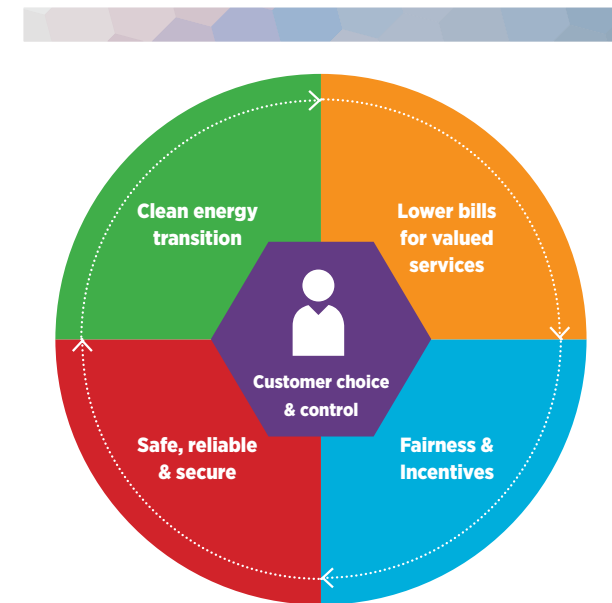 Clean energy
transition
Lower bills
for valued
services
Customer choice
& control
Safe, reliable
& secure
Fairness &
Incentives